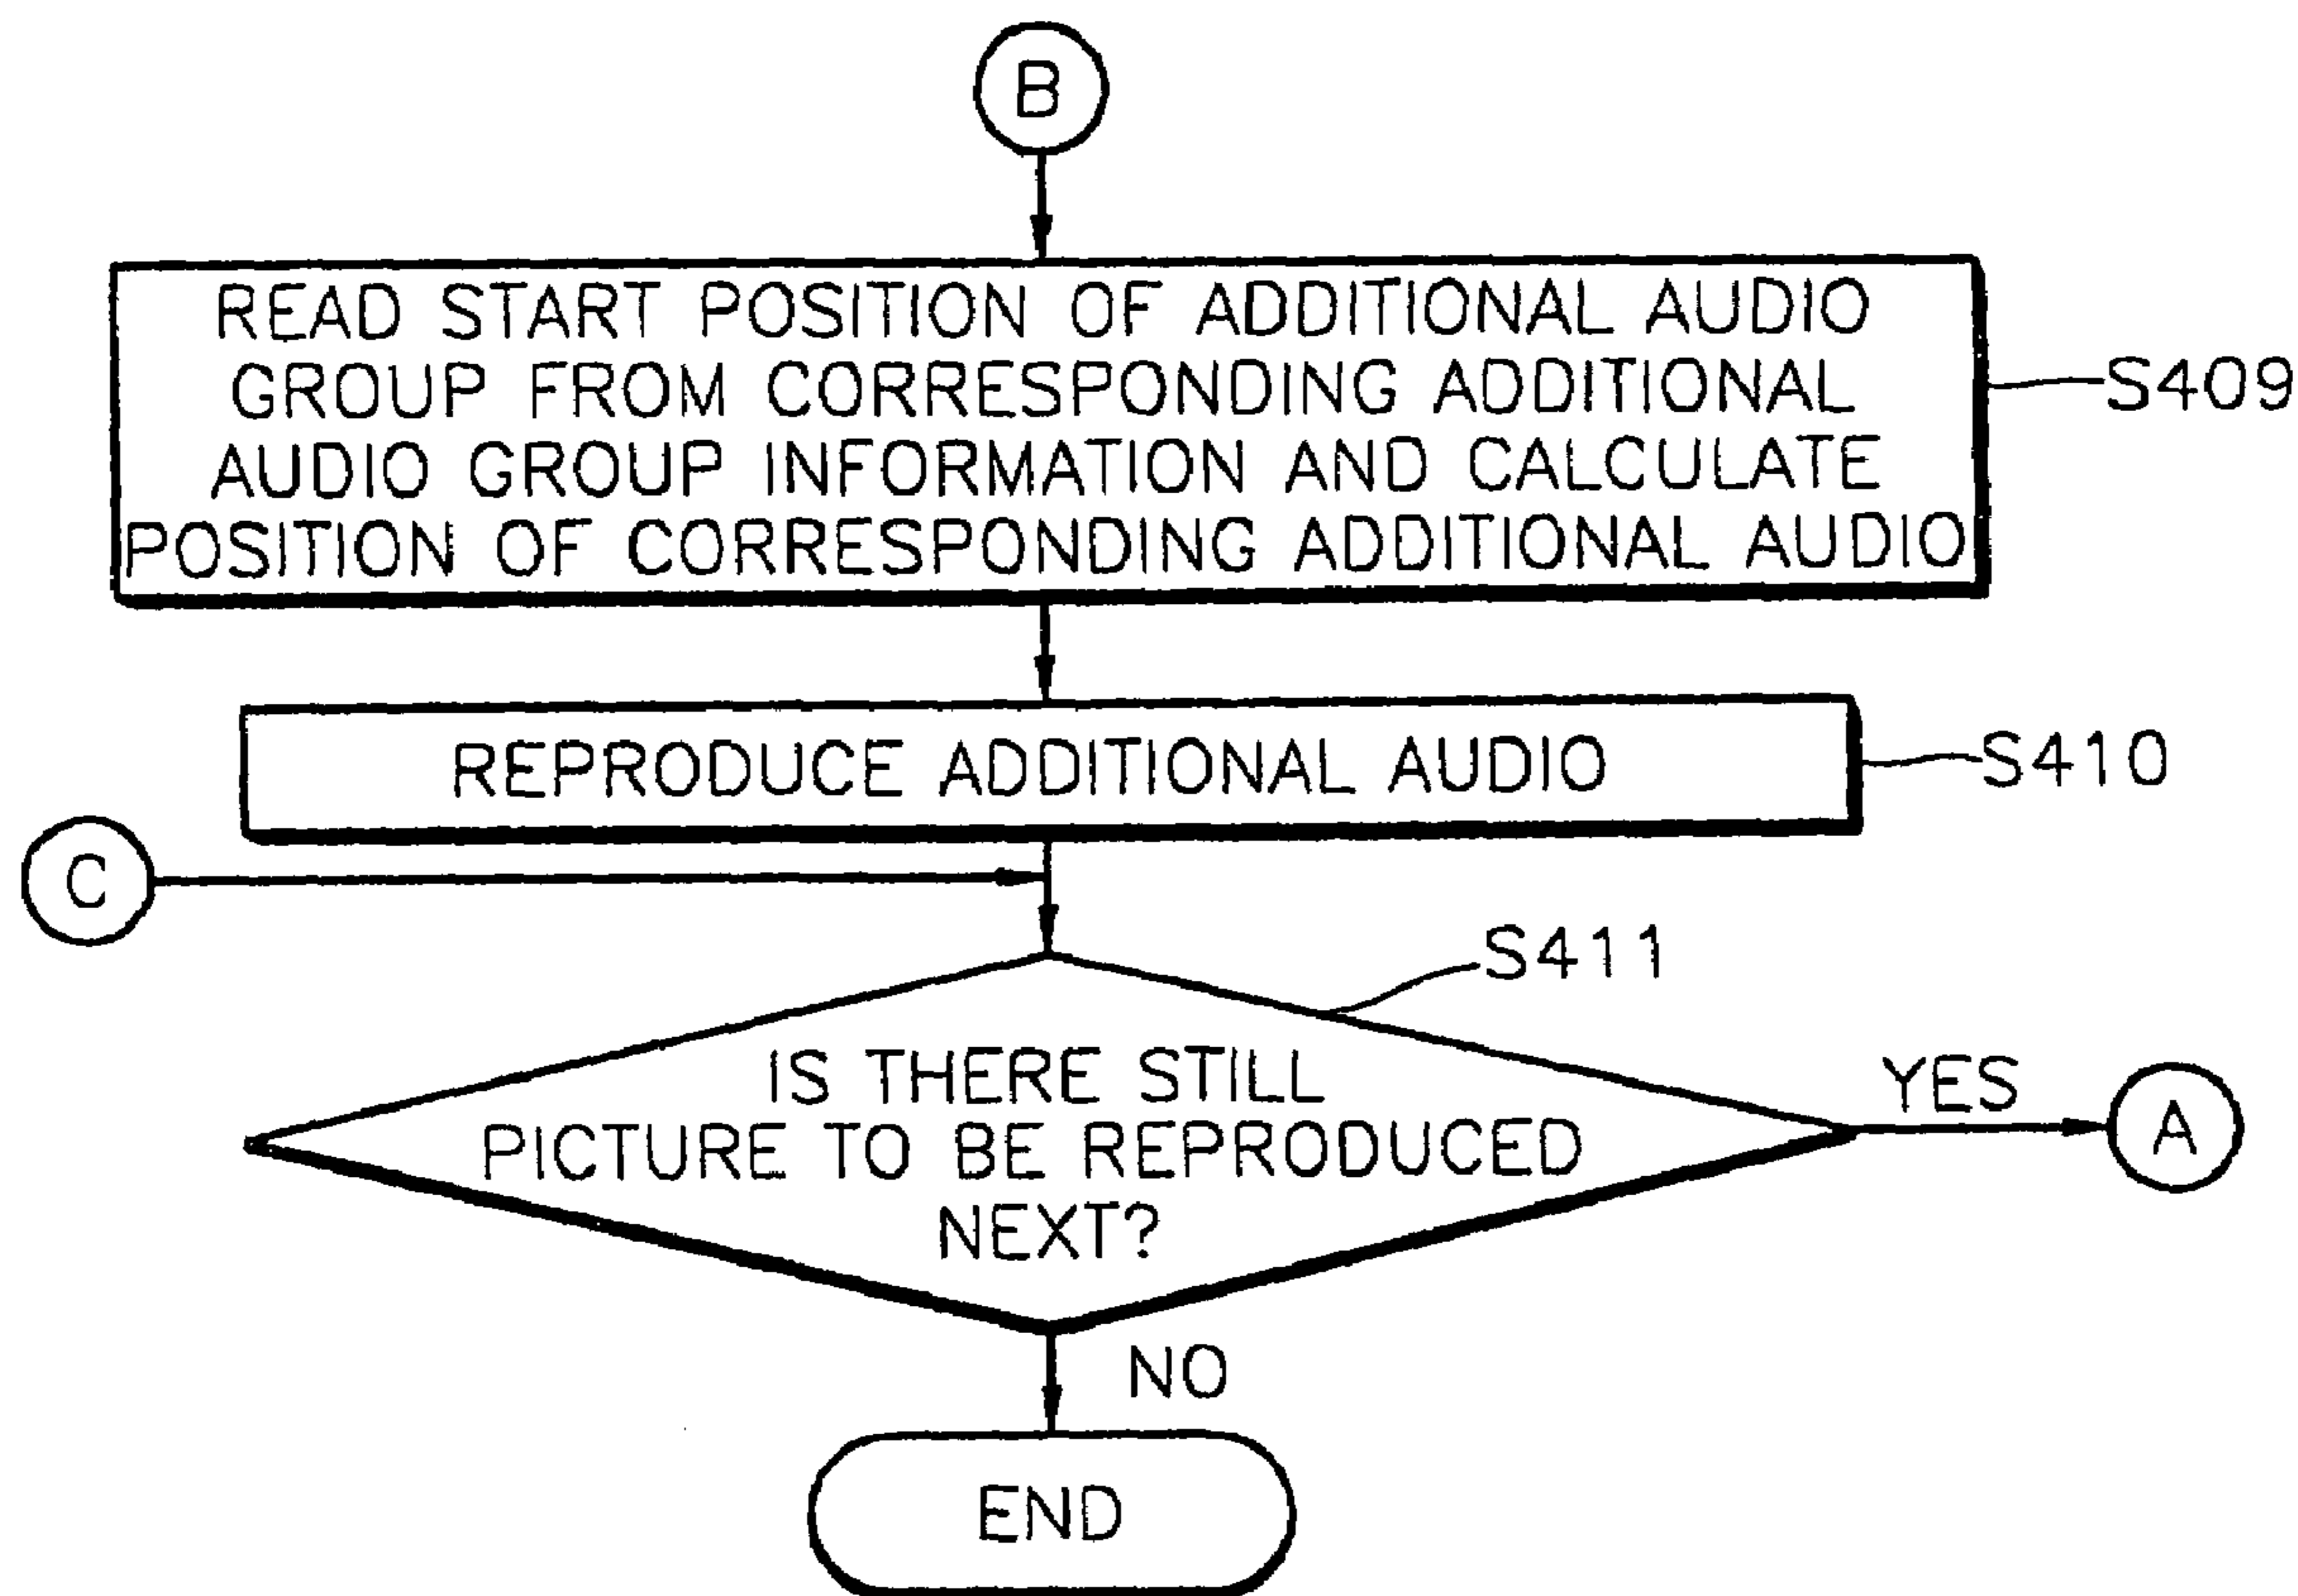 B
READ START POSITION OF ADDITIONAL AUDIO
GROUP FROM CORRESPONDING ADDITIONAL
AUDIO GROUP INFORMATION AND CALCULATE
POSITION OF CORRESPONDING ADDITIONAL AUDIO
S409
REPRODUCE ADDITIONAL AUDIO
S410
C
S411
IS THERE STILL
PICTURE TO BE REPRODUCED
NEXT?
YES
A
NO
END